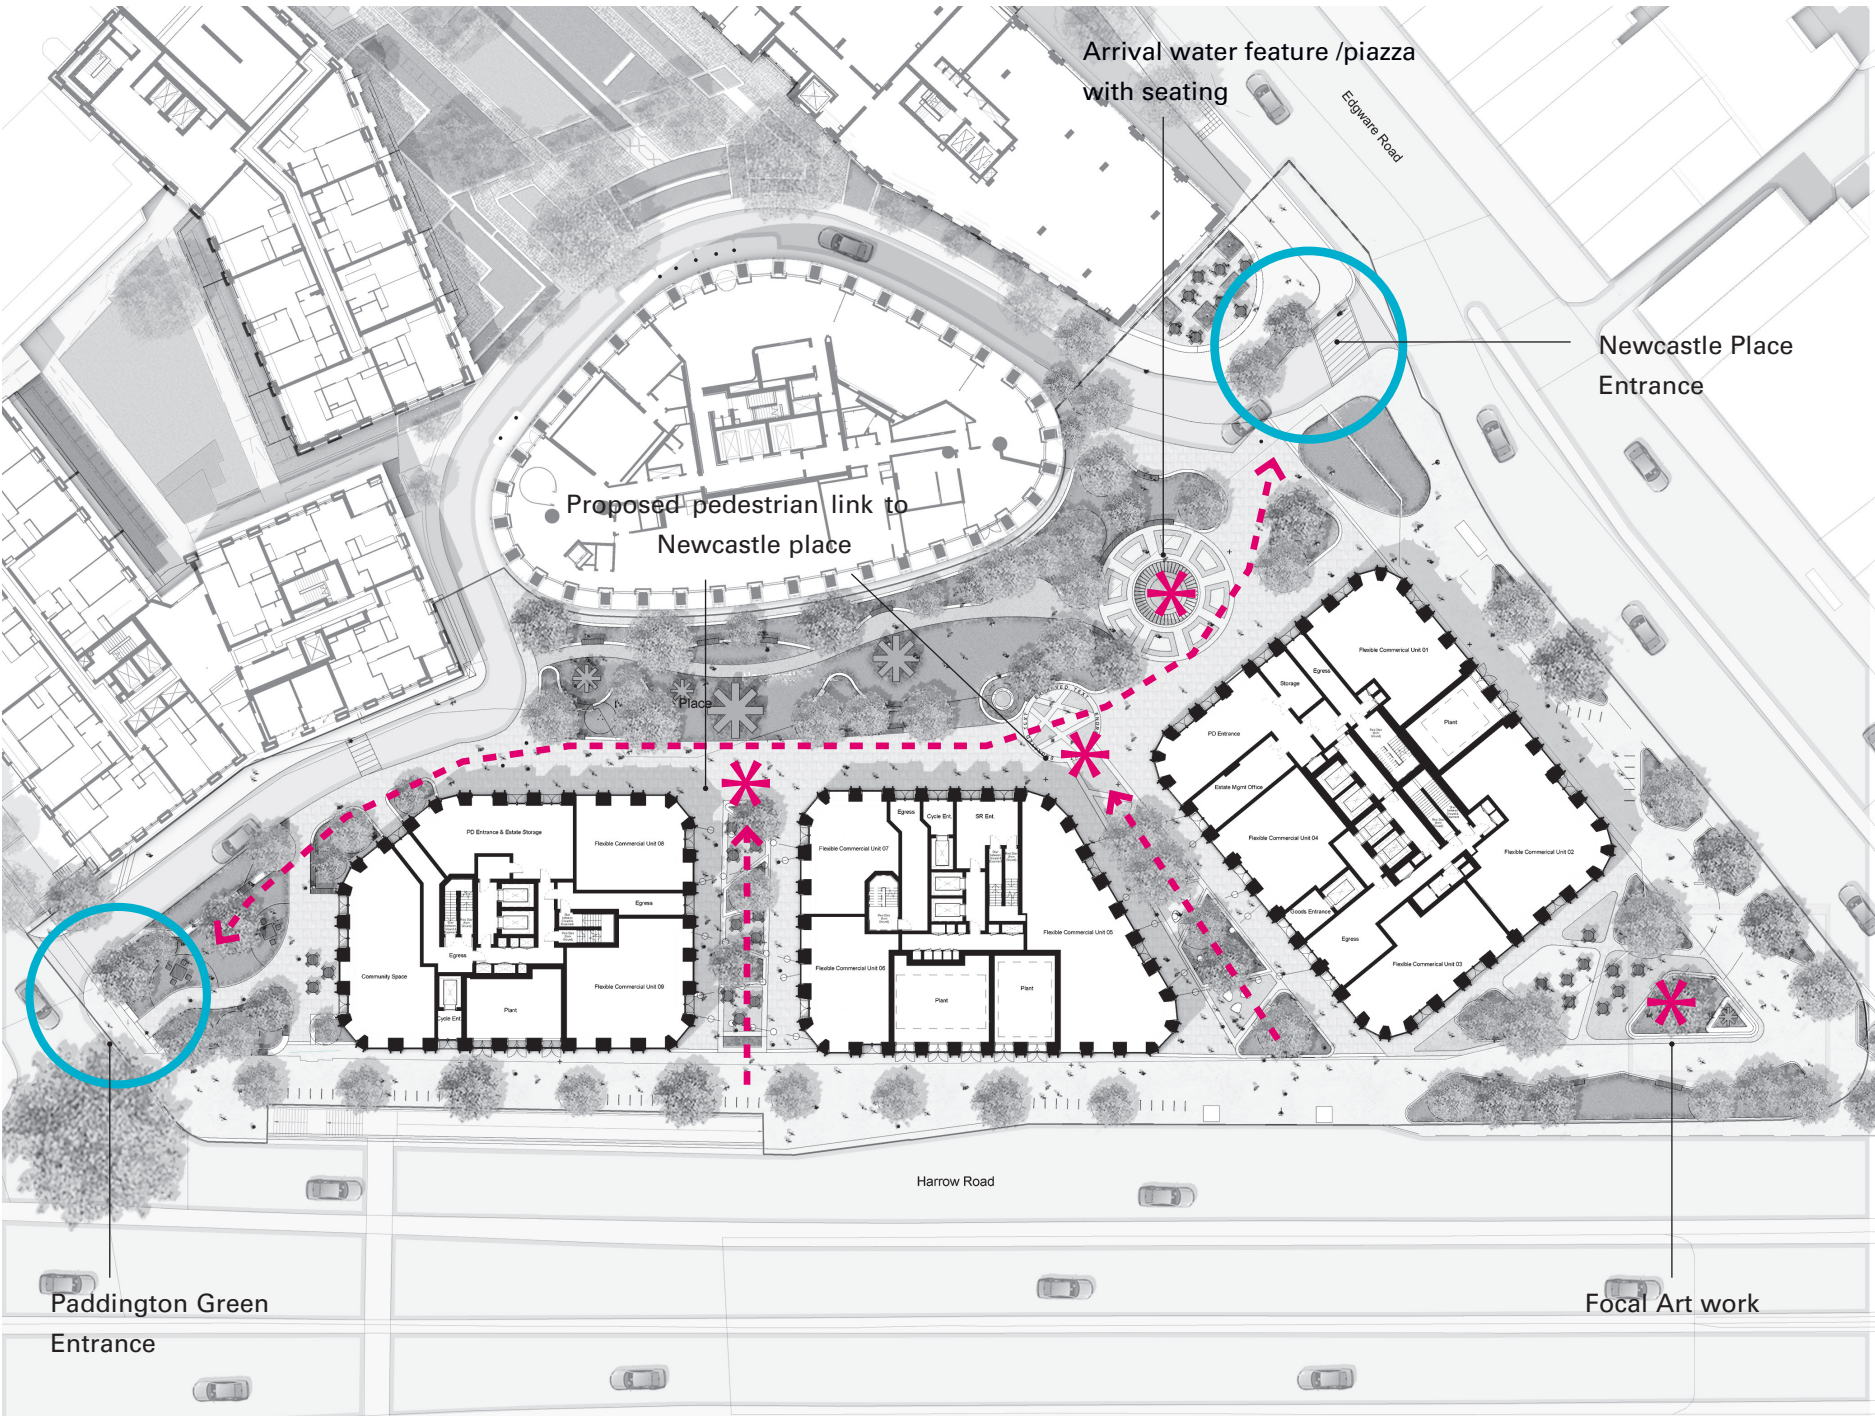 Arrival water feature /piazza
with seating
Edgware Road
Newcastle Place
Entrance
Proposed pedestrian link to
Newcastle place
Place
Flexible Commerical Unit 01
Egress
Storage
Plant
PD Entrance
Estate Mgmt Office
Flexible Commercial Unit 04
Flexible Commerical Unit 02
Goods Entrance
Egress
Flexible Commercial Unit 03
PD Entrance & Estate Storage
Flexible Commercial Unit 08
Egress
Egress
Community Space
Flexible Commercial Unit 09
Cycle Ent.
Plant
Egress
Cycle Ent.
SR Ent.
Flexible Commercial Unit 07
Flexible Commercial Unit 05
Flexible Commercial Unit 06
Plant
Plant
Harrow Road
Paddington Green
Entrance
Focal Art work